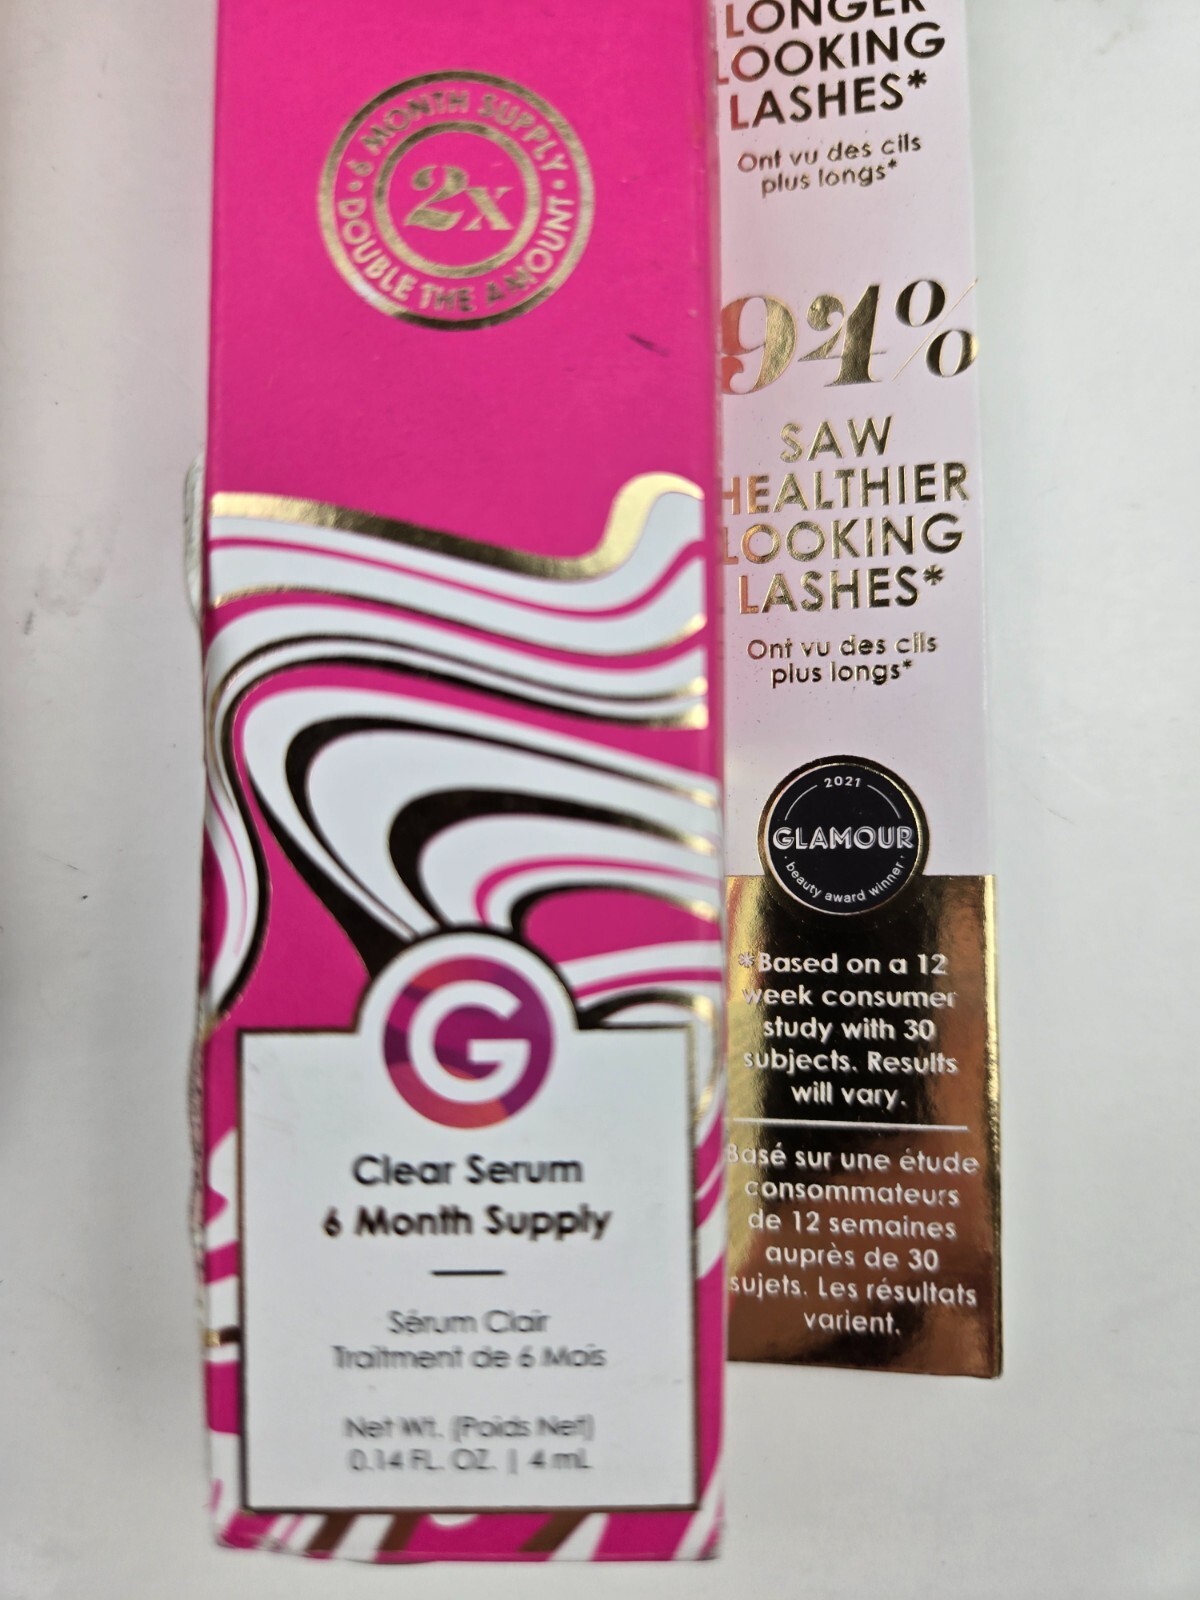 6 MONTH SUPPLY
2x
DOUBLE THE AMOUNT
G
Clear Serum
6 Month Supply
Sérum Clair
Traitment de 6 Mois
Net Wt. (Poids Net)
0.14 FL. OZ. | 4 mL
LONGER
LOOKING
LASHES*
Ont vu des cils
plus longs*
94%
SAW
HEALTHIER
LOOKING
LASHES*
Ont vu des cils
plus longs*
2021
GLAMOUR
beauty award winner
*Based on a 12
week consumer
study with 30
subjects. Results
will vary.
Basé sur une étude
consommateurs
de 12 semaines
auprès de 30
sujets. Les résultats
varient.